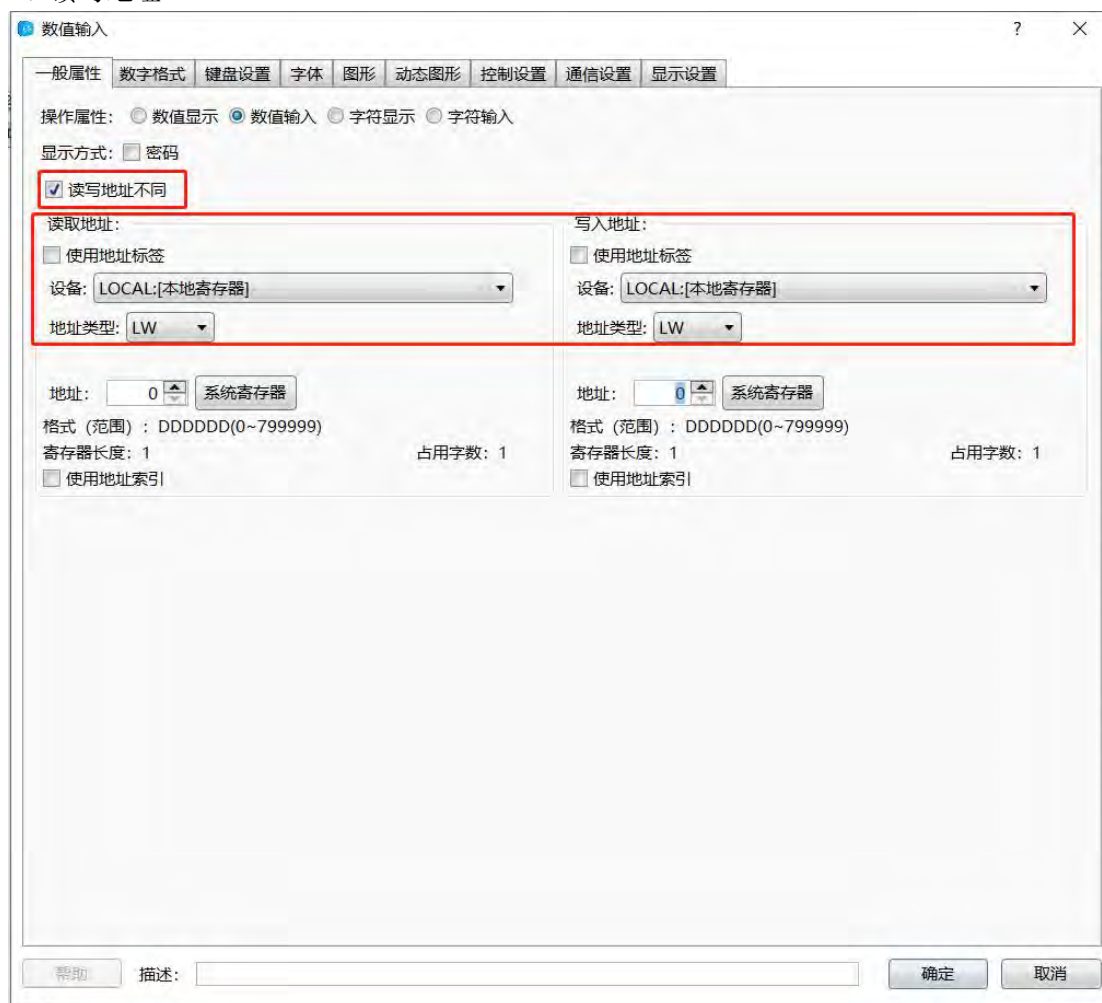 数值输入 ?
一般属性 数字格式 键盘设置 字体 图形 动态图形 控制设置 通信设置 显示设置
操作属性: 数值显示 数值输入 字符显示 字符输入
显示方式: 密码
读写地址不同
读取地址: 写入地址:
使用地址标签 使用地址标签
设备: LOCAL:[本地寄存器] 设备: LOCAL:[本地寄存器]
地址类型: LW 地址类型: LW
地址: 0 系统寄存器 地址: 0 系统寄存器
格式 (范围) : DDDDDD(0~799999) 格式 (范围) : DDDDDD(0~799999)
寄存器长度: 1 占用字数: 1 寄存器长度: 1 占用字数: 1
使用地址索引 使用地址索引
帮助 描述: 确定 取消